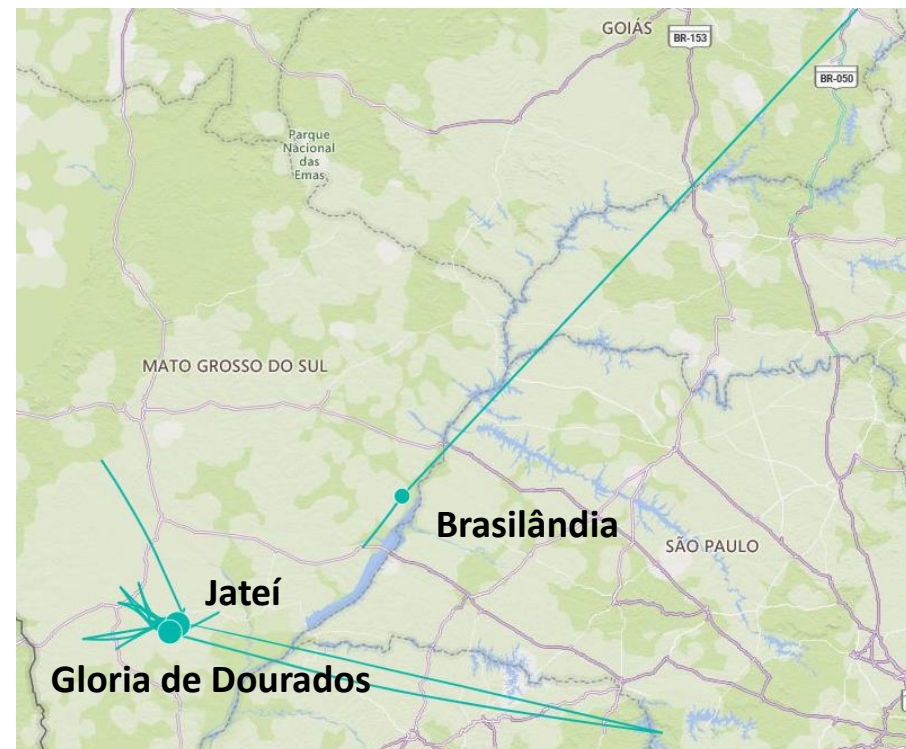 GOIÁS
BR-153
BR-050
Parque
Nacional
das
Emas
MATO GROSSO DO SUL
Brasilândia
SÃO PAULO
Jateí
Gloria de Dourados